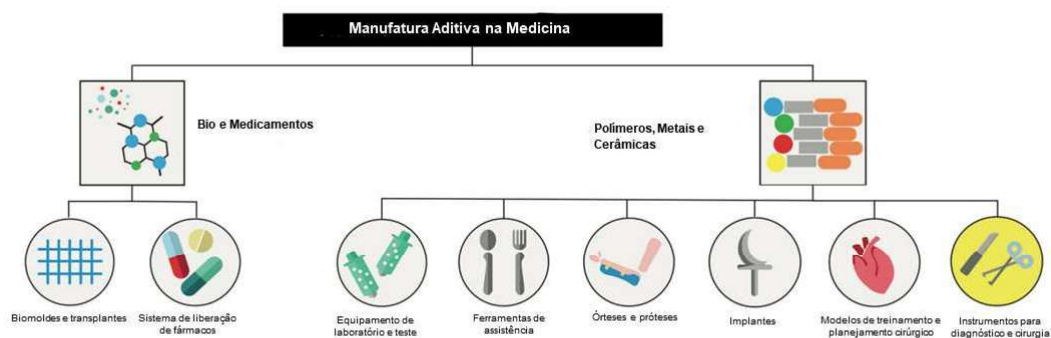 Manufatura Aditiva na Medicina
Bio e Medicamentos
Polímeros, Metais e
Cerâmicas
Biomoldes e transplantes
Sistema de liberação
de fármacos
Equipamento de
laboratório e teste
Ferramentas de
assistência
Órteses e próteses
Implantes
Modelos de treinamento e
planejamento cirúrgico
Instrumentos para
diagnóstico e cirurgia